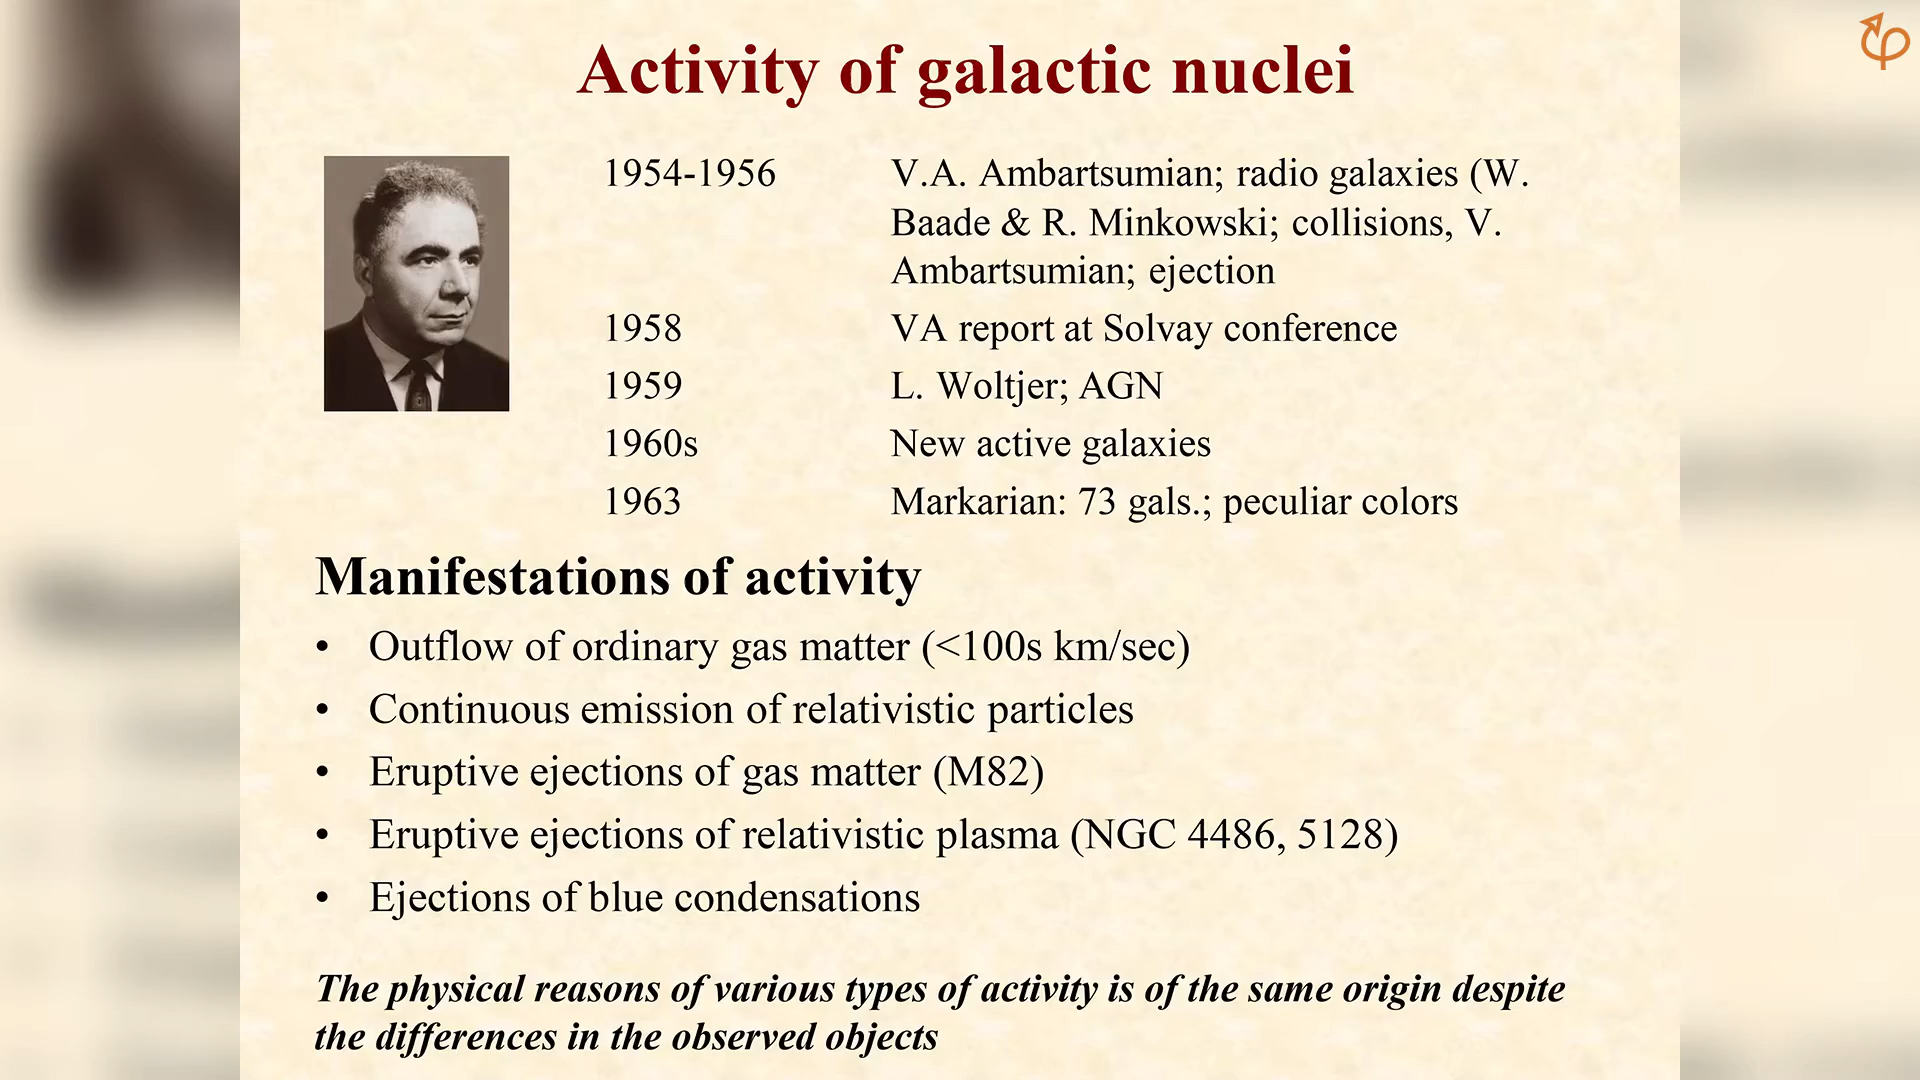 Activity of galactic nuclei
1954-1956 V.A. Ambartsumian; radio galaxies (W.
Baade & R. Minkowski; collisions, V.
Ambartsumian; ejection
1958 VA report at Solvay conference
1959 L. Woltjer; AGN
1960s New active galaxies
1963 Markarian: 73 gals.; peculiar colors
Manifestations of activity
• Outflow of ordinary gas matter (<100s km/sec)
• Continuous emission of relativistic particles
• Eruptive ejections of gas matter (M82)
• Eruptive ejections of relativistic plasma (NGC 4486, 5128)
• Ejections of blue condensations
The physical reasons of various types of activity is of the same origin despite
the differences in the observed objects